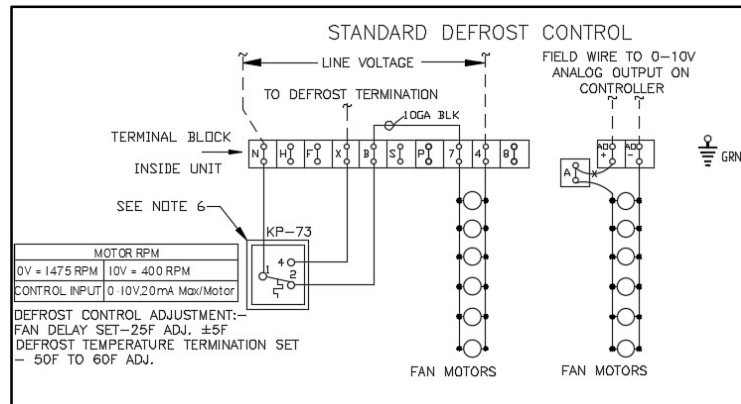 STANDARD DEFROST CONTROL
LINE VOLTAGE
FIELD WIRE TO 0-10V
ANALOG OUTPUT ON
CONTROLLER
TO DEFROST TERMINATION
10GA BLK
TERMINAL BLOCK
INSIDE UNIT
N H F X B S P 7 4 8
AO + AO -
A X
GRN
SEE NOTE 6
KP-73
4
1 2
MOTOR RPM
0V = 1475 RPM 10V = 400 RPM
CONTROL INPUT 0-10V,20mA Max/Motor
DEFROST CONTROL ADJUSTMENT:-
FAN DELAY SET-25F ADJ. ±5F
DEFROST TEMPERATURE TERMINATION SET
- 50F TO 60F ADJ.
FAN MOTORS
FAN MOTORS